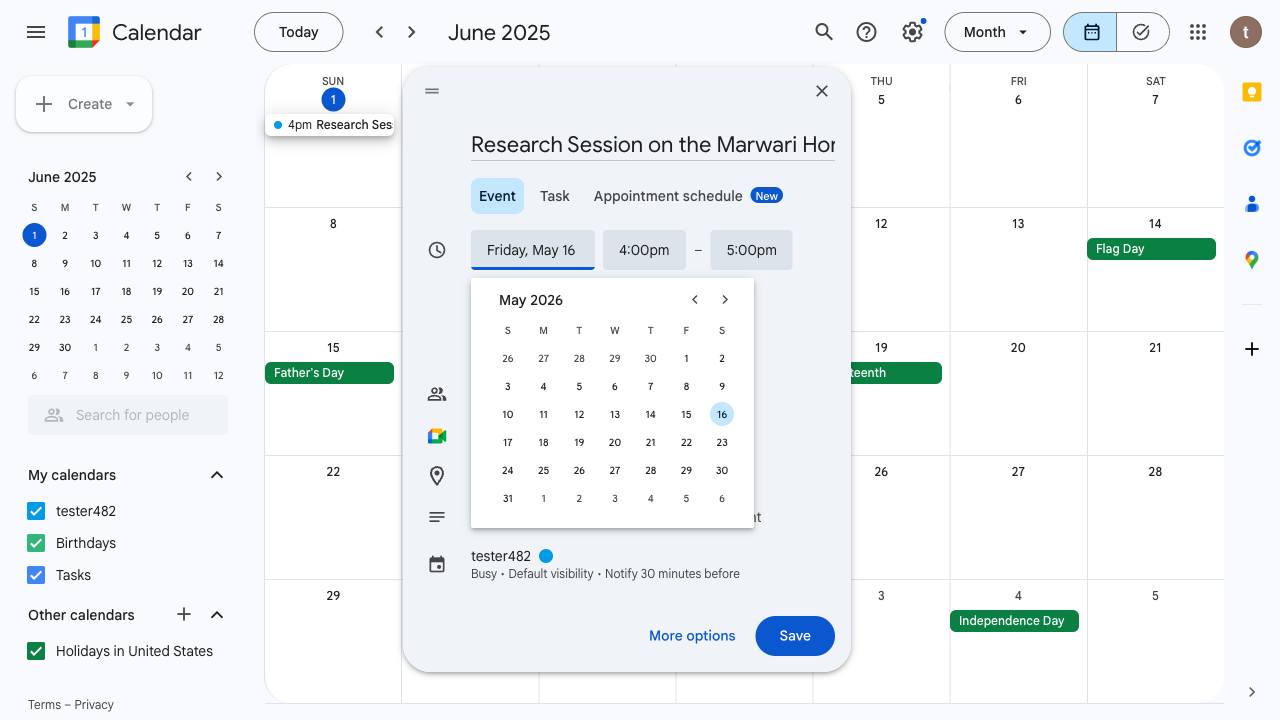 Calendar
Today
June 2025
Month
t
Create
June 2025
S M T W T F S
1 2 3 4 5 6 7
8 9 10 11 12 13 14
15 16 17 18 19 20 21
22 23 24 25 26 27 28
29 30 1 2 3 4 5
6 7 8 9 10 11 12
Search for people
My calendars
tester482
Birthdays
Tasks
Other calendars
Holidays in United States
Terms – Privacy
SUN THU FRI SAT
1 5 6 7
4pm Research Ses
8 12 13 14
Flag Day
15 19 20 21
Father's Day
teenth
22 26 27 28
29 3 4 5
Independence Day
Research Session on the Marwari Hor
Event Task Appointment schedule New
Friday, May 16 4:00pm – 5:00pm
May 2026
S M T W T F S
26 27 28 29 30 1 2
3 4 5 6 7 8 9
10 11 12 13 14 15 16
17 18 19 20 21 22 23
24 25 26 27 28 29 30
31 1 2 3 4 5 6
tester482
Busy • Default visibility • Notify 30 minutes before
More options Save